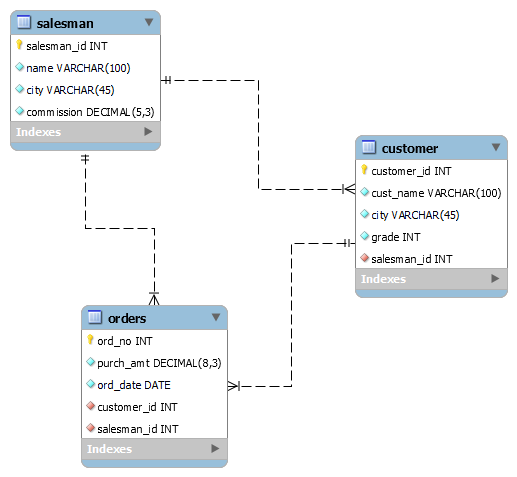 salesman
salesman_id INT
name VARCHAR(100)
city VARCHAR(45)
commission DECIMAL(5,3)
Indexes
customer
customer_id INT
cust_name VARCHAR(100)
city VARCHAR(45)
grade INT
salesman_id INT
Indexes
orders
ord_no INT
purch_amt DECIMAL(8,3)
ord_date DATE
customer_id INT
salesman_id INT
Indexes